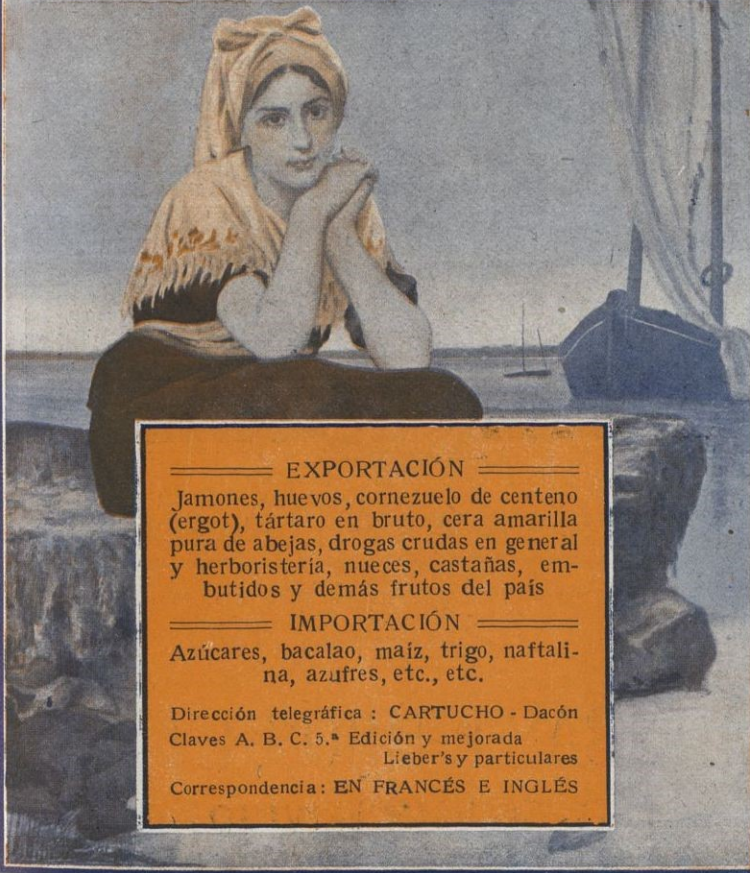 EXPORTACIÓN
Jamones, huevos, cornezuelo de centeno
(ergot), tártaro en bruto, cera amarilla
pura de abejas, drogas crudas en general
y herboristeria, nueces, castañas, em-
butidos y demás frutos del país
IMPORTACIÓN
Azúcares, bacalao, maíz, trigo, naftali-
na, azufres, etc., etc.
Dirección telegráfica : CARTUCHO - Dacón
Claves A. B. C. 5.ª Edición y mejorada
Lieber's y particulares
Correspondencia: EN FRANCÉS E INGLÉS